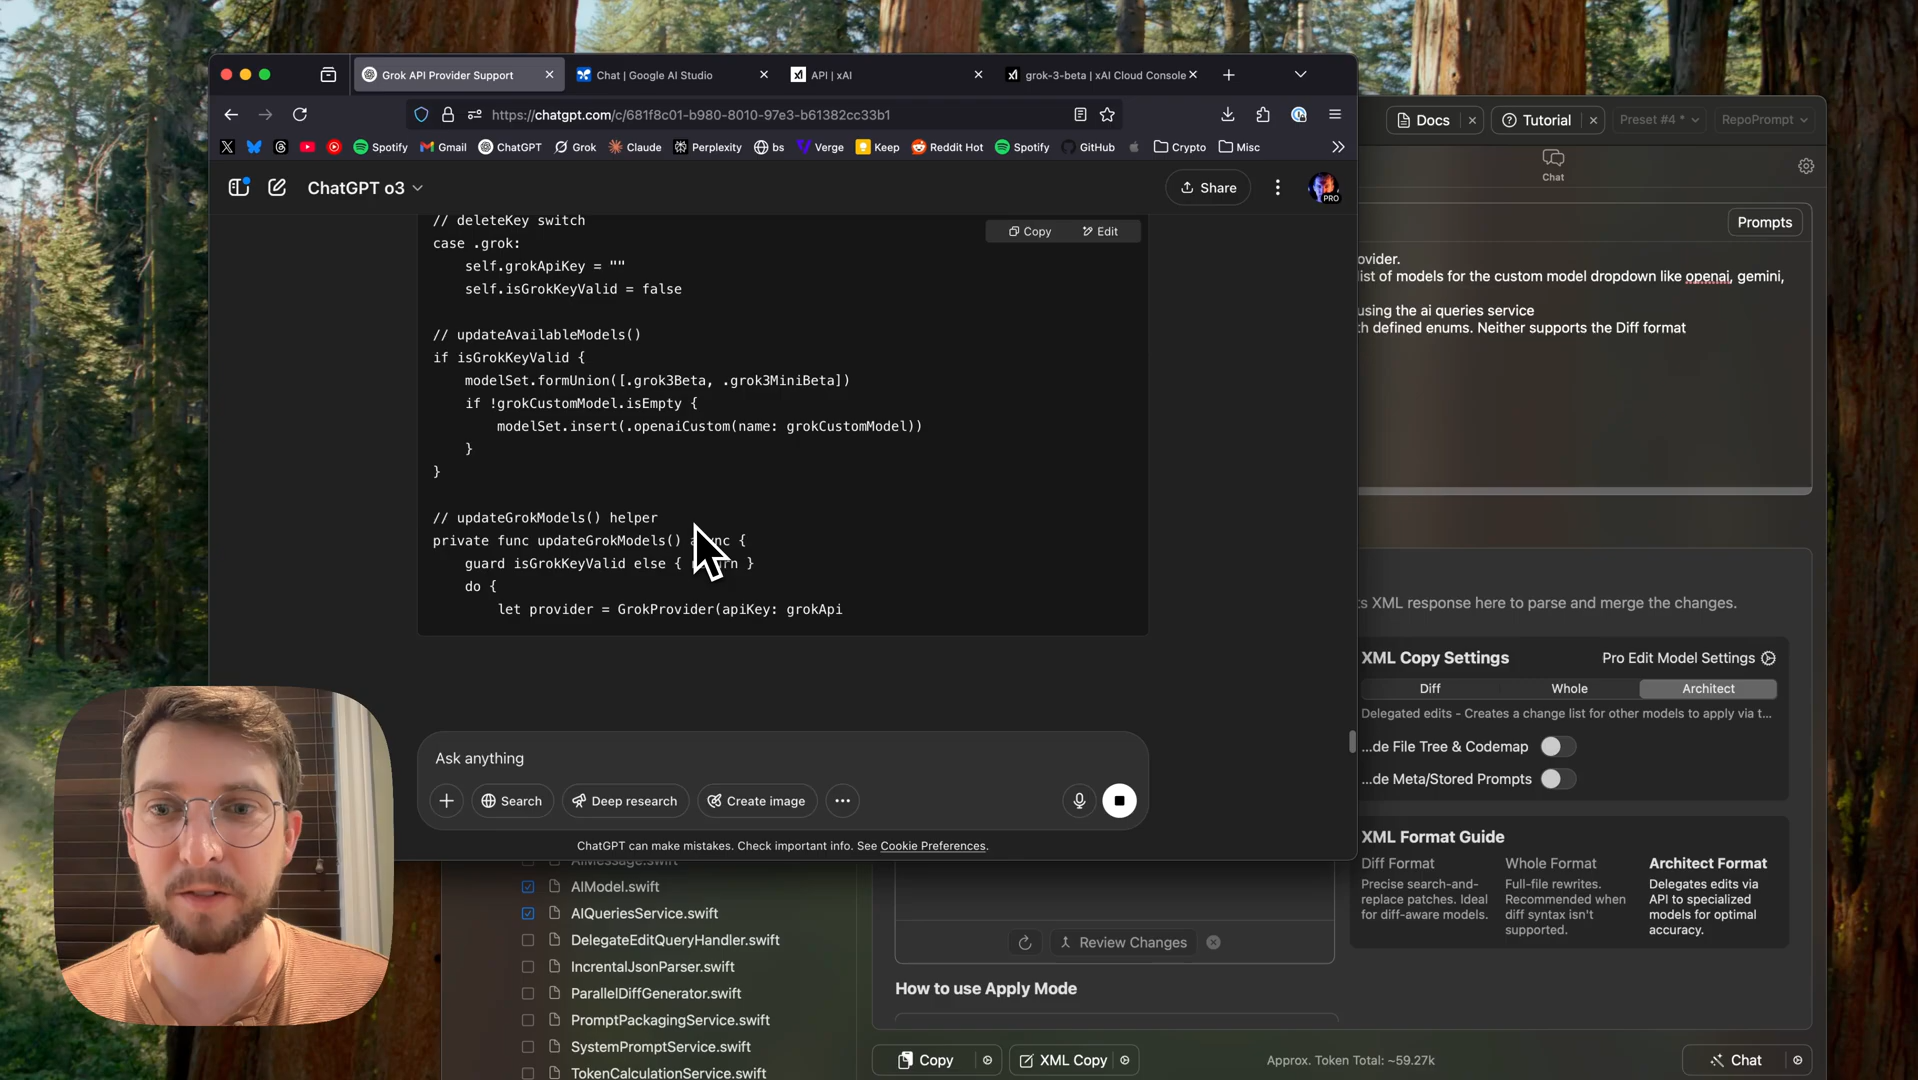 Grok API Provider Support
Chat | Google AI Studio
API | xAI
grok-3-beta | xAI Cloud Console
https://chatgpt.com/c/681f8c01-b980-8010-97e3-b61382cc33b1
Docs
Tutorial
Preset #4 *
RepoPrompt
Spotify
Gmail
ChatGPT
Grok
Claude
Perplexity
bs
Verge
Keep
Reddit Hot
Spotify
GitHub
Crypto
Misc
Chat
ChatGPT o3
Share
PRO
Prompts
// deleteKey switch
case .grok:
self.grokApiKey = ""
self.isGrokKeyValid = false
Copy
Edit
// updateAvailableModels()
if isGrokKeyValid {
modelSet.formUnion([.grok3Beta, .grok3MiniBeta])
if !grokCustomModel.isEmpty {
modelSet.insert(.openaiCustom(name: grokCustomModel))
}
}
// updateGrokModels() helper
private func updateGrokModels() async {
guard isGrokKeyValid else { return }
do {
let provider = GrokProvider(apiKey: grokApi
ovider.
list of models for the custom model dropdown like openai, gemini,
using the ai queries service
th defined enums. Neither supports the Diff format
ts XML response here to parse and merge the changes.
XML Copy Settings
Pro Edit Model Settings
Diff
Whole
Architect
Delegated edits - Creates a change list for other models to apply via t...
...de File Tree & Codemap
...de Meta/Stored Prompts
XML Format Guide
Diff Format
Precise search-and-
replace patches. Ideal
for diff-aware models.
Whole Format
Full-file rewrites.
Recommended when
diff syntax isn't
supported.
Architect Format
Delegates edits via
API to specialized
models for optimal
accuracy.
Ask anything
Search
Deep research
Create image
ChatGPT can make mistakes. Check important info. See Cookie Preferences.
AIMessage.swift
AIModel.swift
AIQueriesService.swift
DelegateEditQueryHandler.swift
IncrentalJsonParser.swift
ParallelDiffGenerator.swift
PromptPackagingService.swift
SystemPromptService.swift
TokenCalculationService.swift
Review Changes
How to use Apply Mode
Copy
XML Copy
Approx. Token Total: ~59.27k
Chat